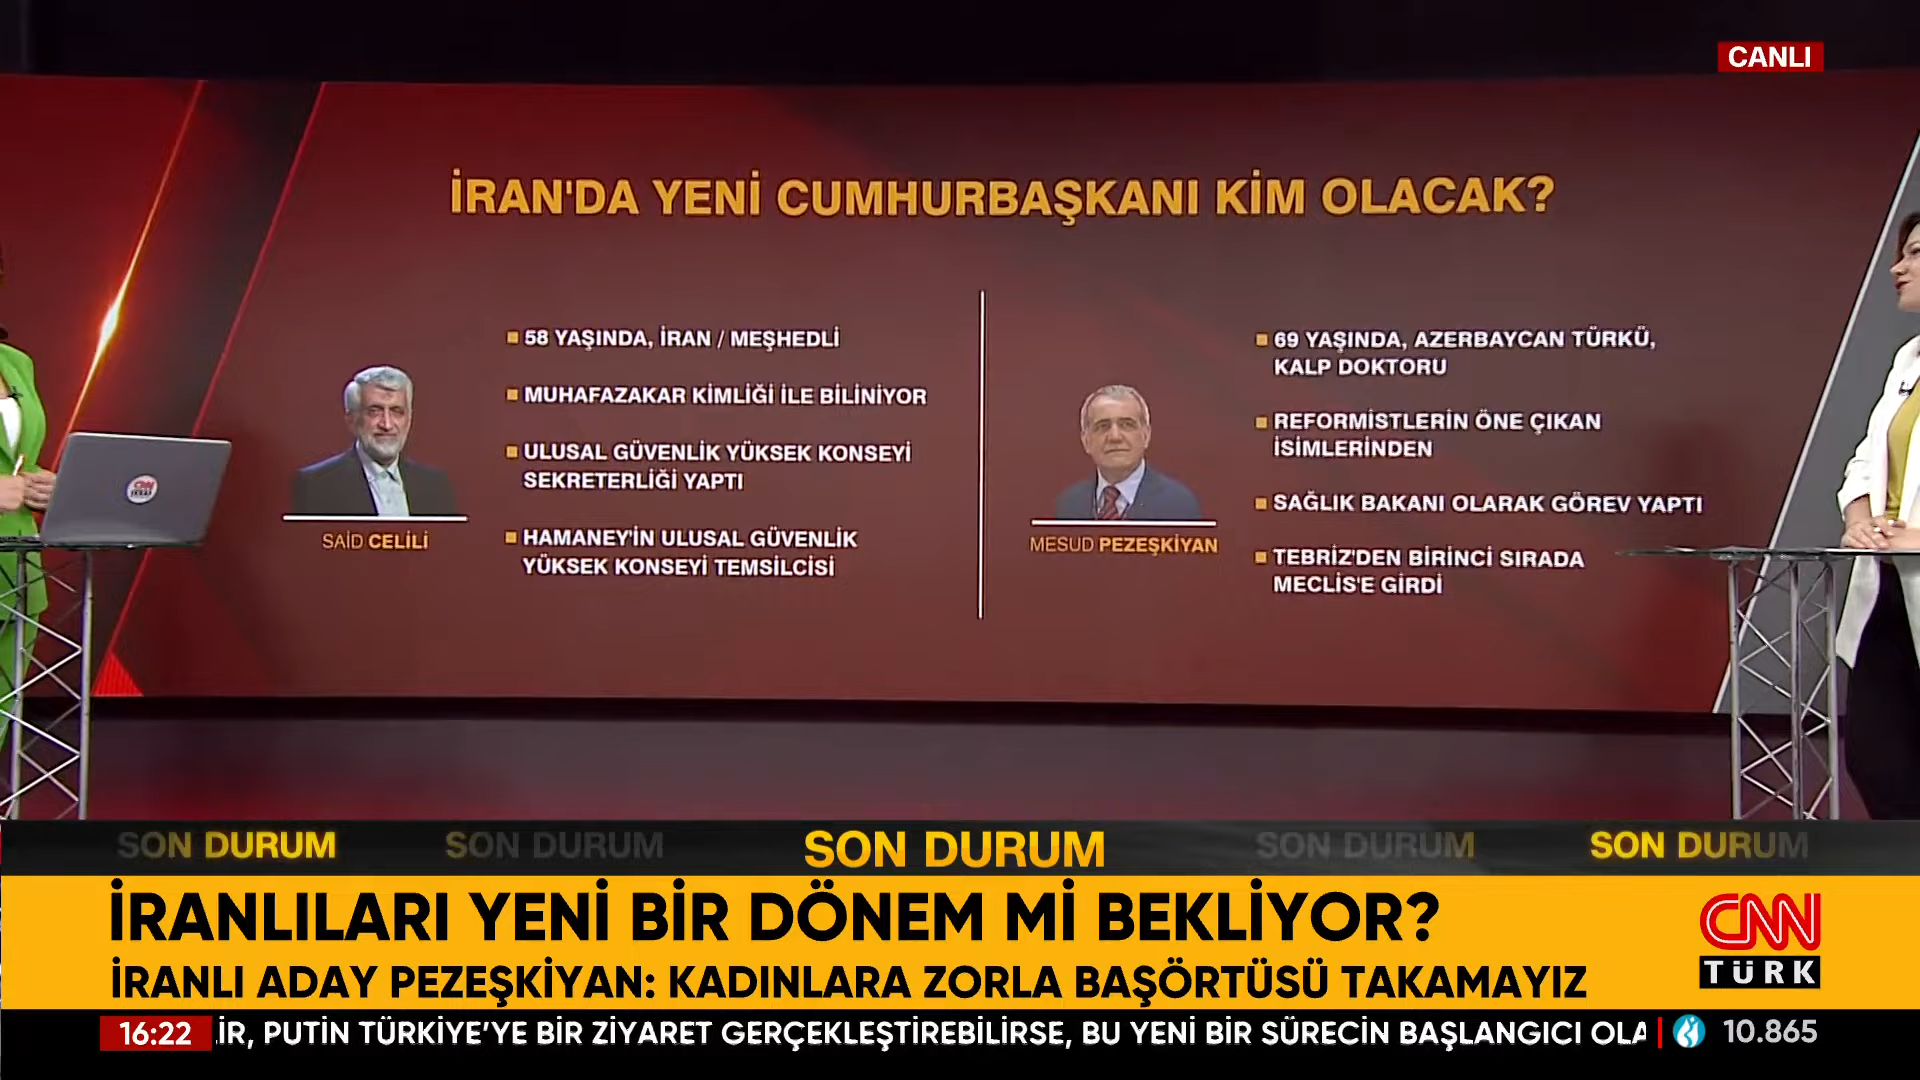 CANLI
İRAN'DA YENİ CUMHURBAŞKANI KİM OLACAK?
58 YAŞINDA, İRAN / MEŞHEDLİ
MUHAFAZAKAR KİMLİĞİ İLE BİLİNİYOR
ULUSAL GÜVENLİK YÜKSEK KONSEYİ
SEKRETERLİĞİ YAPTI
HAMANEY'İN ULUSAL GÜVENLİK
YÜKSEK KONSEYİ TEMSİLCİSİ
SAİD CELİLİ
69 YAŞINDA, AZERBAYCAN TÜRKÜ,
KALP DOKTORU
REFORMİSTLERİN ÖNE ÇIKAN
İSİMLERİNDEN
SAĞLIK BAKANI OLARAK GÖREV YAPTI
TEBRİZ'DEN BİRİNCİ SIRADA
MECLİS'E GİRDİ
MESUD PEZEŞKİYAN
SON DURUM SON DURUM SON DURUM SON DURUM SON DURUM
İRANLILARI YENİ BİR DÖNEM Mİ BEKLİYOR?
İRANLI ADAY PEZEŞKİYAN: KADINLARA ZORLA BAŞÖRTÜSÜ TAKAMAYIZ
CNN
TÜRK
16:22 İR, PUTİN TÜRKİYE'YE BİR ZİYARET GERÇEKLEŞTİREBİLİRSE, BU YENİ BİR SÜRECİN BAŞLANGICI OLA 10.865